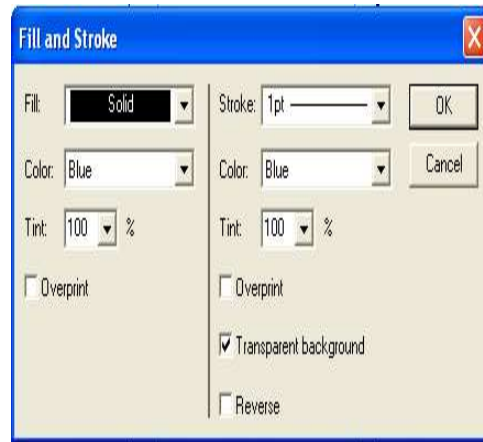 Fill and Stroke
Fill: Solid
Stroke: 1pt
OK
Color: Blue
Color: Blue
Cancel
Tint: 100 %
Tint: 100 %
Overprint
Overprint
Transparent background
Reverse